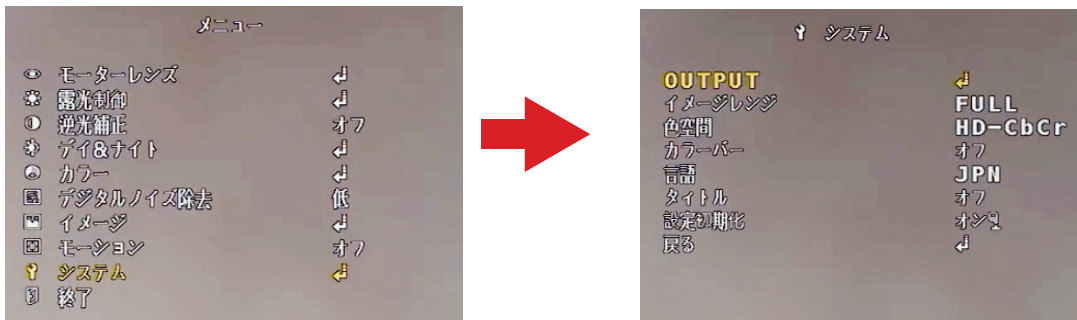 メニュー
モーターレンズ
露光制御
逆光補正 オフ
デイ&ナイト
カラー
デジタルノイズ除去 低
イメージ
モーション オフ
システム
終了
システム
OUTPUT
イメージレンジ FULL
色空間 HD-CbCr
カラーバー オフ
言語 JPN
タイトル オフ
設定初期化 オン
戻る